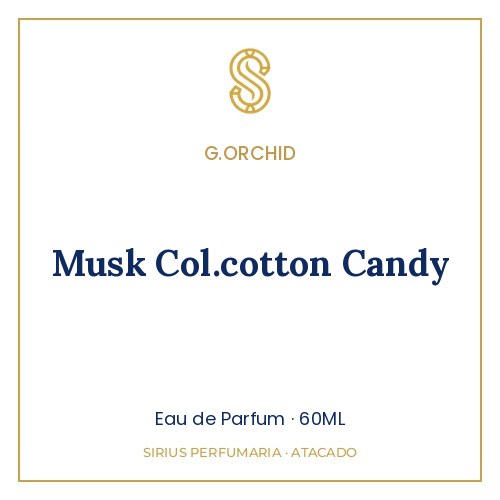 G.ORCHID
Musk Col.cotton Candy
Eau de Parfum · 60ML
SIRIUS PERFUMARIA · ATACADO